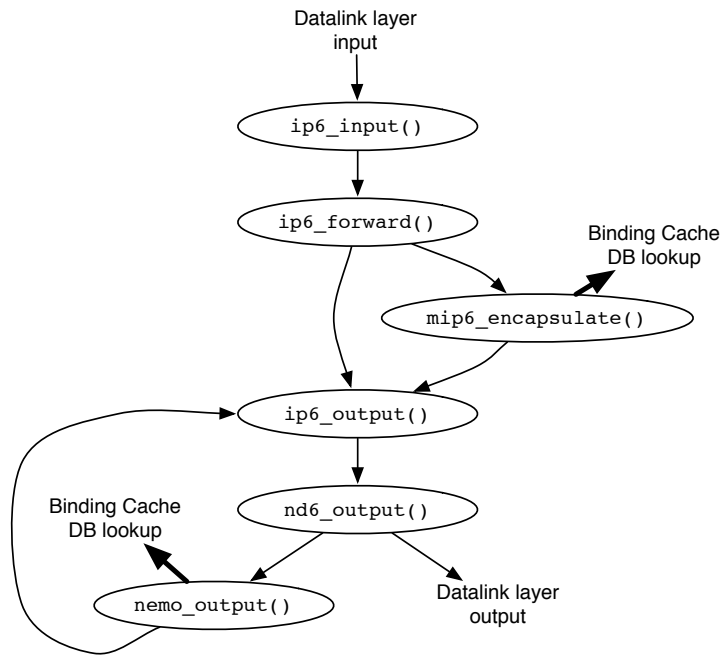 Datalink layer
input
ip6_input()
ip6_forward()
Binding Cache
DB lookup
mip6_encapsulate()
ip6_output()
nd6_output()
Binding Cache
DB lookup
nemo_output()
Datalink layer
output